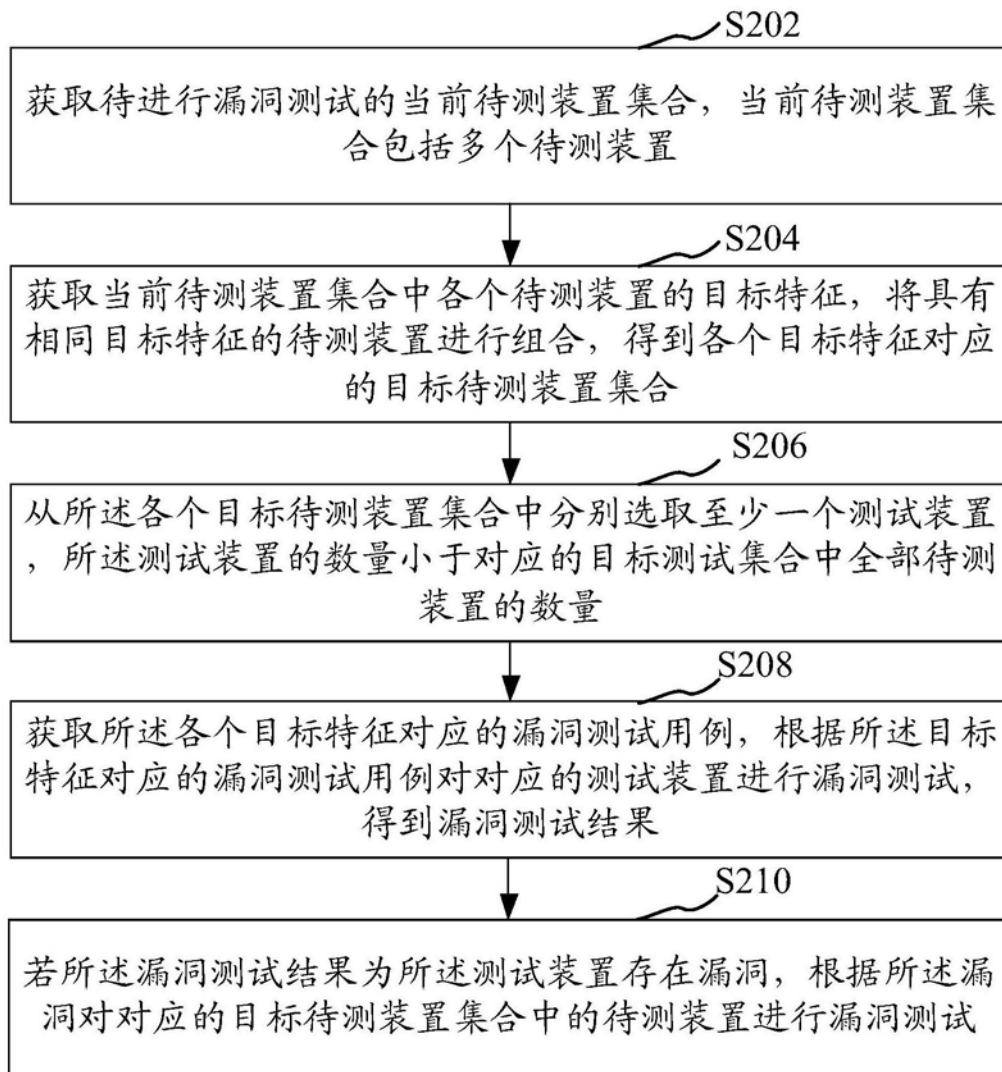 S202
获取待进行漏洞测试的当前待测装置集合，当前待测装置集
合包括多个待测装置
S204
获取当前待测装置集合中各个待测装置的目标特征，将具有
相同目标特征的待测装置进行组合，得到各个目标特征对应
的目标待测装置集合
S206
从所述各个目标待测装置集合中分别选取至少一个测试装置
，所述测试装置的数量小于对应的目标测试集合中全部待测
装置的数量
S208
获取所述各个目标特征对应的漏洞测试用例，根据所述目标
特征对应的漏洞测试用例对对应的测试装置进行漏洞测试，
得到漏洞测试结果
S210
若所述漏洞测试结果为所述测试装置存在漏洞，根据所述漏
洞对对应的目标待测装置集合中的待测装置进行漏洞测试